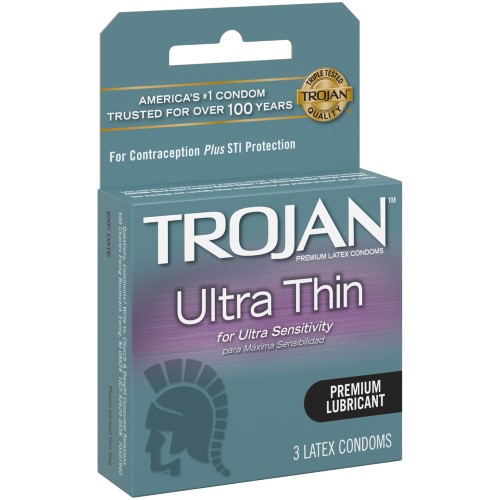 AMERICA'S #1 CONDOM
TRUSTED FOR OVER 100 YEARS
TRIPLE TESTED
TROJAN
QUALITY
For Contraception Plus STI Protection
TROJAN™
PREMIUM LATEX CONDOMS
Ultra Thin
for Ultra Sensitivity
para Máxima Sensibilidad
PREMIUM
LUBRICANT
3 LATEX CONDOMS